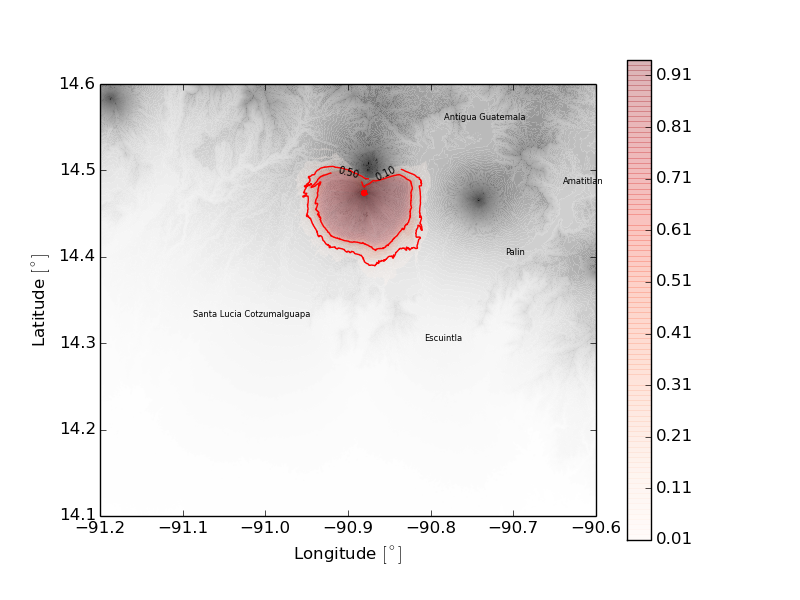 14.6
14.5
14.4
14.3
14.2
14.1
−91.2 −91.1 −91.0 −90.9 −90.8 −90.7 −90.6
Longitude [°]
Latitude [°]
Antigua Guatemala
Amatitlan
Palin
Escuintla
Santa Lucia Cotzumalguapa
0.50
0.10
0.91
0.81
0.71
0.61
0.51
0.41
0.31
0.21
0.11
0.01